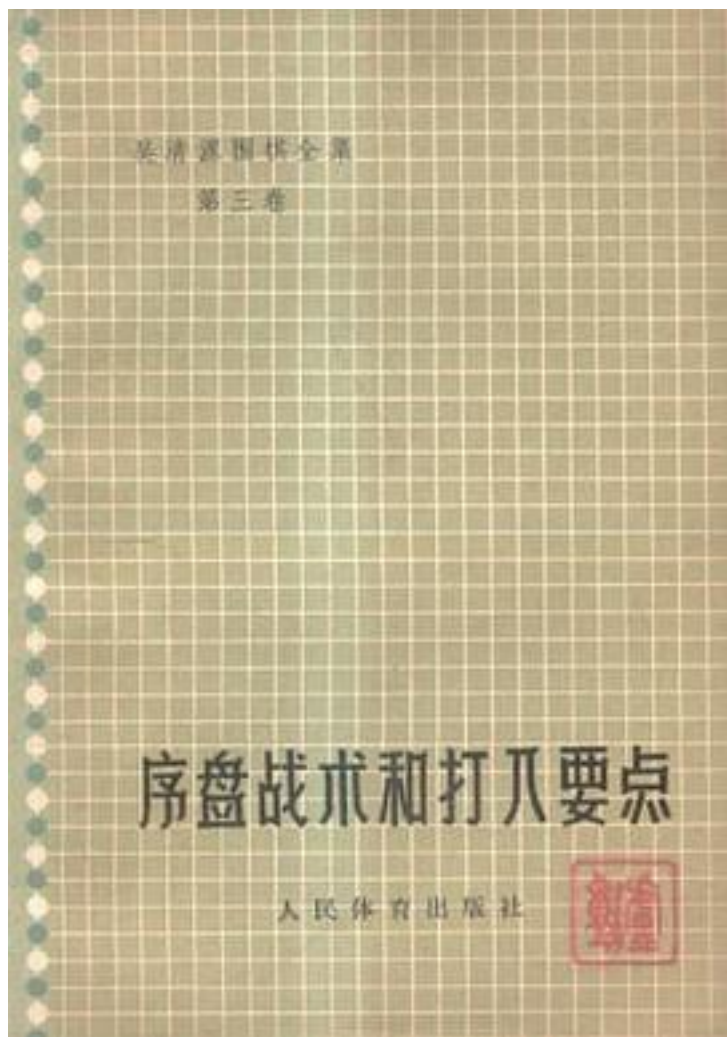 吴清源围棋全集
第三卷
序盘战术和打入要点
人民体育出版社